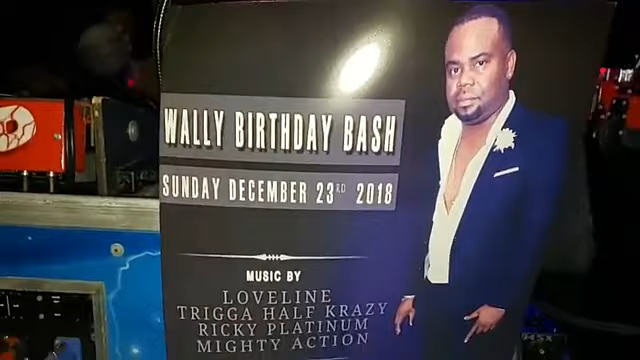 WALLY BIRTHDAY BASH
SUNDAY DECEMBER 23RD 2018
MUSIC BY
LOVELINE
TRIGGA HALF KRAZY
RICKY PLATINUM
MIGHTY ACTION